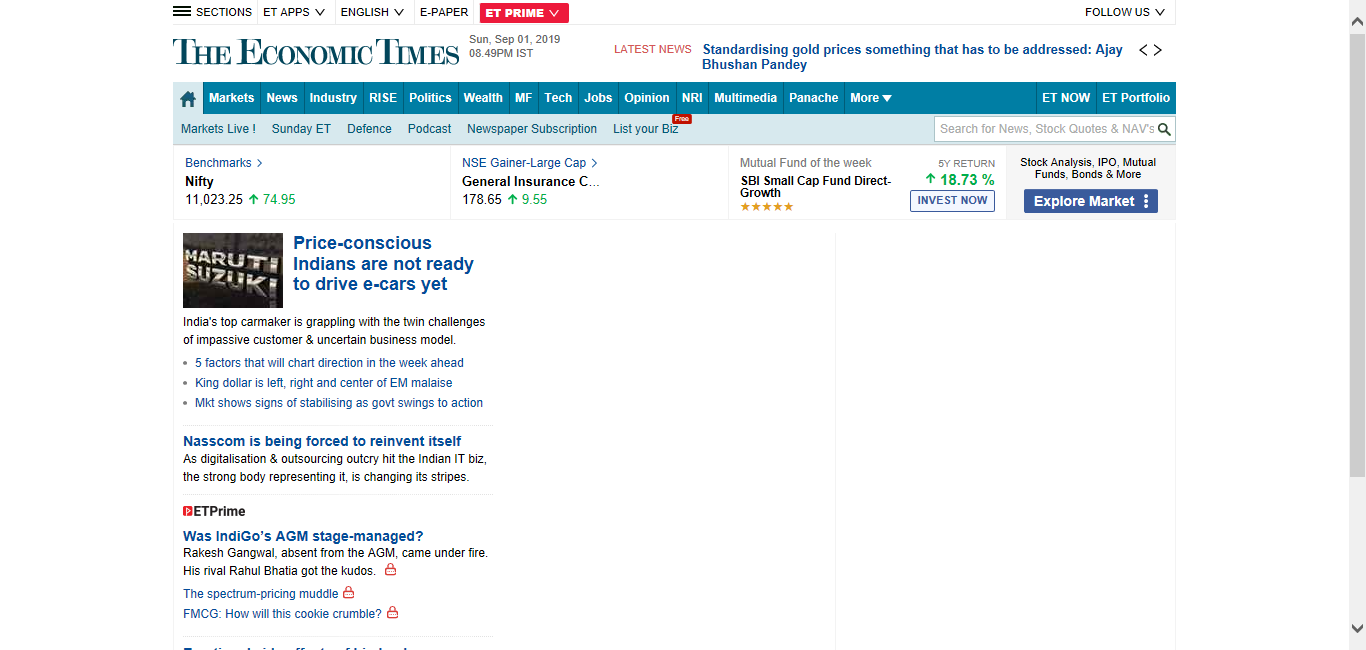 SECTIONS
ET APPS
ENGLISH
E-PAPER
ET PRIME
FOLLOW US
THE ECONOMIC TIMES
Sun, Sep 01, 2019
08.49PM IST
LATEST NEWS
Standardising gold prices something that has to be addressed: Ajay
Bhushan Pandey
Markets News Industry RISE Politics Wealth MF Tech Jobs Opinion NRI Multimedia Panache More ET NOW ET Portfolio
Markets Live ! Sunday ET Defence Podcast Newspaper Subscription List your Biz Free
Search for News, Stock Quotes & NAV's
Benchmarks
Nifty
11,023.25 74.95
NSE Gainer-Large Cap
General Insurance C...
178.65 9.55
Mutual Fund of the week
SBI Small Cap Fund Direct-
Growth
5Y RETURN
18.73 %
INVEST NOW
Stock Analysis, IPO, Mutual
Funds, Bonds & More
Explore Market
MARUTI
SUZUKI
Price-conscious
Indians are not ready
to drive e-cars yet
India's top carmaker is grappling with the twin challenges
of impassive customer & uncertain business model.
5 factors that will chart direction in the week ahead
King dollar is left, right and center of EM malaise
Mkt shows signs of stabilising as govt swings to action
Nasscom is being forced to reinvent itself
As digitalisation & outsourcing outcry hit the Indian IT biz,
the strong body representing it, is changing its stripes.
ETPrime
Was IndiGo's AGM stage-managed?
Rakesh Gangwal, absent from the AGM, came under fire.
His rival Rahul Bhatia got the kudos.
The spectrum-pricing muddle
FMCG: How will this cookie crumble?